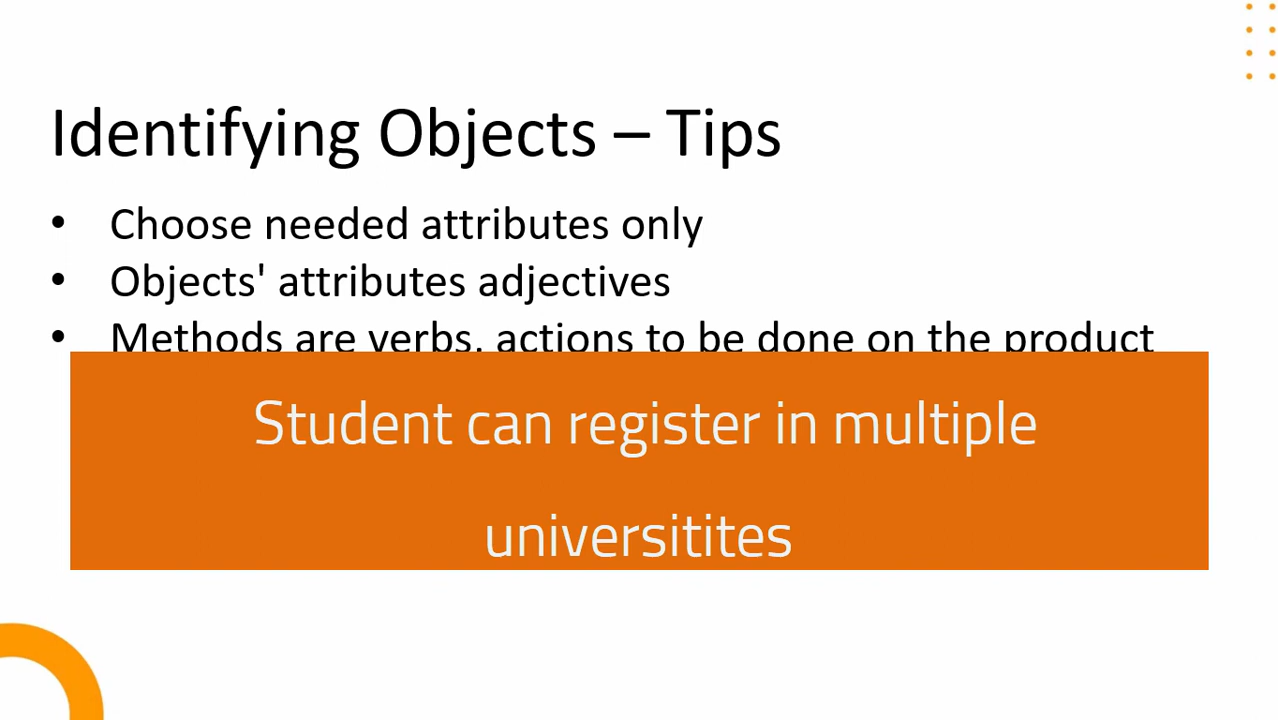 Identifying Objects – Tips
• Choose needed attributes only
• Objects' attributes adjectives
• Methods are verbs, actions to be done on the product
Student can register in multiple
universitites